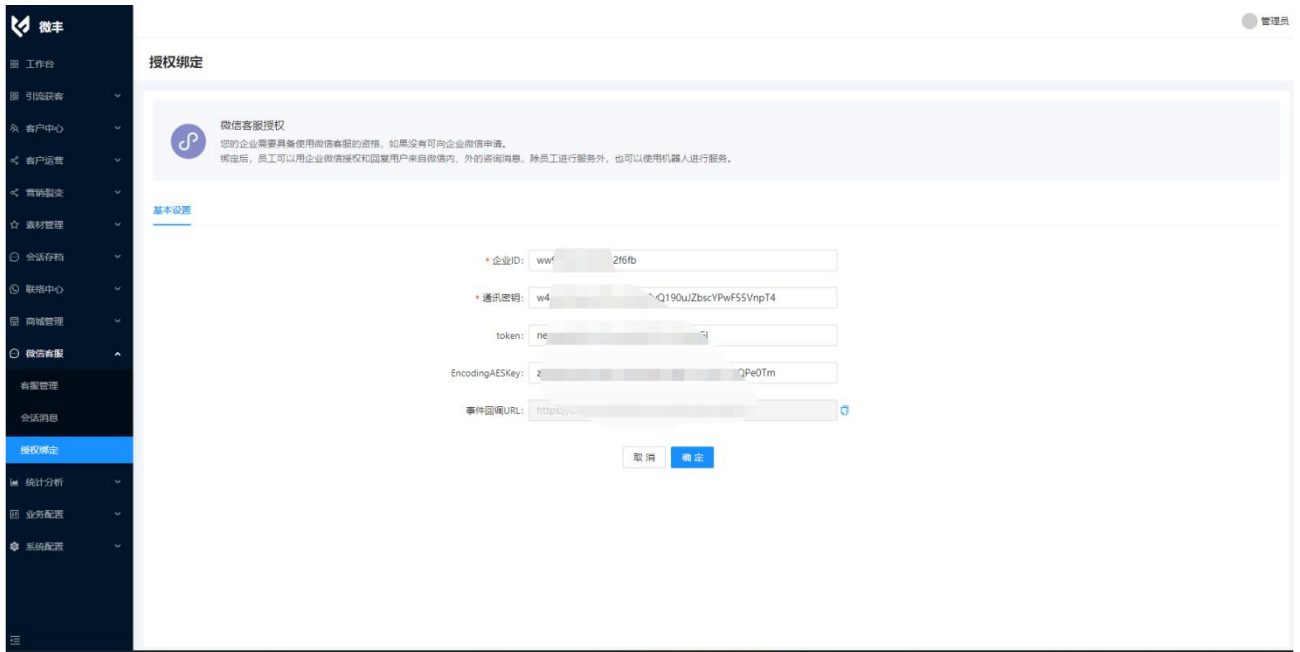 微丰
管理员
工作台
引流获客
客户中心
客户运营
营销裂变
素材管理
会话存档
联络中心
商城管理
微信客服
客服管理
会话消息
授权绑定
统计分析
业务配置
系统配置
授权绑定
微信客服授权
您的企业需要具备使用微信客服的资格，如果没有可向企业微信申请。
绑定后，员工可以用企业微信授权和回复用户来自微信内、外的咨询消息，除员工进行服务外，也可以使用机器人进行服务。
基本设置
* 企业ID: ww 2f6fb
* 通讯密钥: w4 Q190uJZbscYPwF5SVnpT4
token: ne
EncodingAESKey: z QPe0Tm
事件回调URL: https://
取 消 确 定